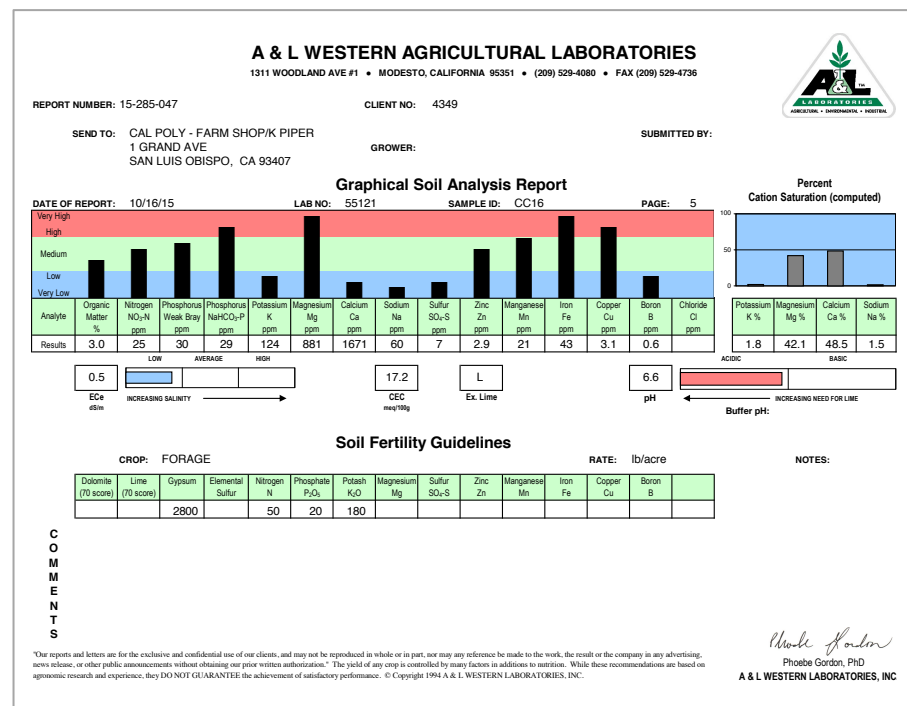 A & L WESTERN AGRICULTURAL LABORATORIES
1311 WOODLAND AVE #1 • MODESTO, CALIFORNIA 95351 • (209) 529-4080 • FAX (209) 529-4736
A&L™
LABORATORIES
AGRICULTURAL • ENVIRONMENTAL • INDUSTRIAL
REPORT NUMBER: 15-285-047 CLIENT NO: 4349
SEND TO: CAL POLY - FARM SHOP/K PIPER SUBMITTED BY:
1 GRAND AVE GROWER:
SAN LUIS OBISPO, CA 93407
Graphical Soil Analysis Report
Percent
Cation Saturation (computed)
DATE OF REPORT: 10/16/15 LAB NO: 55121 SAMPLE ID: CC16 PAGE: 5
Very High
High
Medium
Low
Very Low
100
50
0
Analyte Organic Matter % Nitrogen NO₃-N ppm Phosphorus Weak Bray ppm Phosphorus NaHCO₃-P ppm Potassium K ppm Magnesium Mg ppm Calcium Ca ppm Sodium Na ppm Sulfur SO₄-S ppm Zinc Zn ppm Manganese Mn ppm Iron Fe ppm Copper Cu ppm Boron B ppm Chloride Cl ppm Potassium K % Magnesium Mg % Calcium Ca % Sodium Na %
Results 3.0 25 30 29 124 881 1671 60 7 2.9 21 43 3.1 0.6 1.8 42.1 48.5 1.5
LOW AVERAGE HIGH ACIDIC BASIC
0.5 17.2 L 6.6
ECe dS/m INCREASING SALINITY CEC meq/100g Ex. Lime pH INCREASING NEED FOR LIME
Buffer pH:
Soil Fertility Guidelines
CROP: FORAGE RATE: lb/acre NOTES:
Dolomite (70 score) Lime (70 score) Gypsum Elemental Sulfur Nitrogen N Phosphate P₂O₅ Potash K₂O Magnesium Mg Sulfur SO₄-S Zinc Zn Manganese Mn Iron Fe Copper Cu Boron B
2800 50 20 180
COMMENTS
"Our reports and letters are for the exclusive and confidential use of our clients, and may not be reproduced in whole or in part, nor may any reference be made to the work, the result or the company in any advertising,
news release, or other public announcements without obtaining our prior written authorization." The yield of any crop is controlled by many factors in additions to nutrition. While these recommendations are based on
agronomic research and experience, they DO NOT GUARANTEE the achievement of satisfactory performance. © Copyright 1994 A & L WESTERN LABORATORIES, INC.
Phoebe Gordon
Phoebe Gordon, PhD
A & L WESTERN LABORATORIES, INC